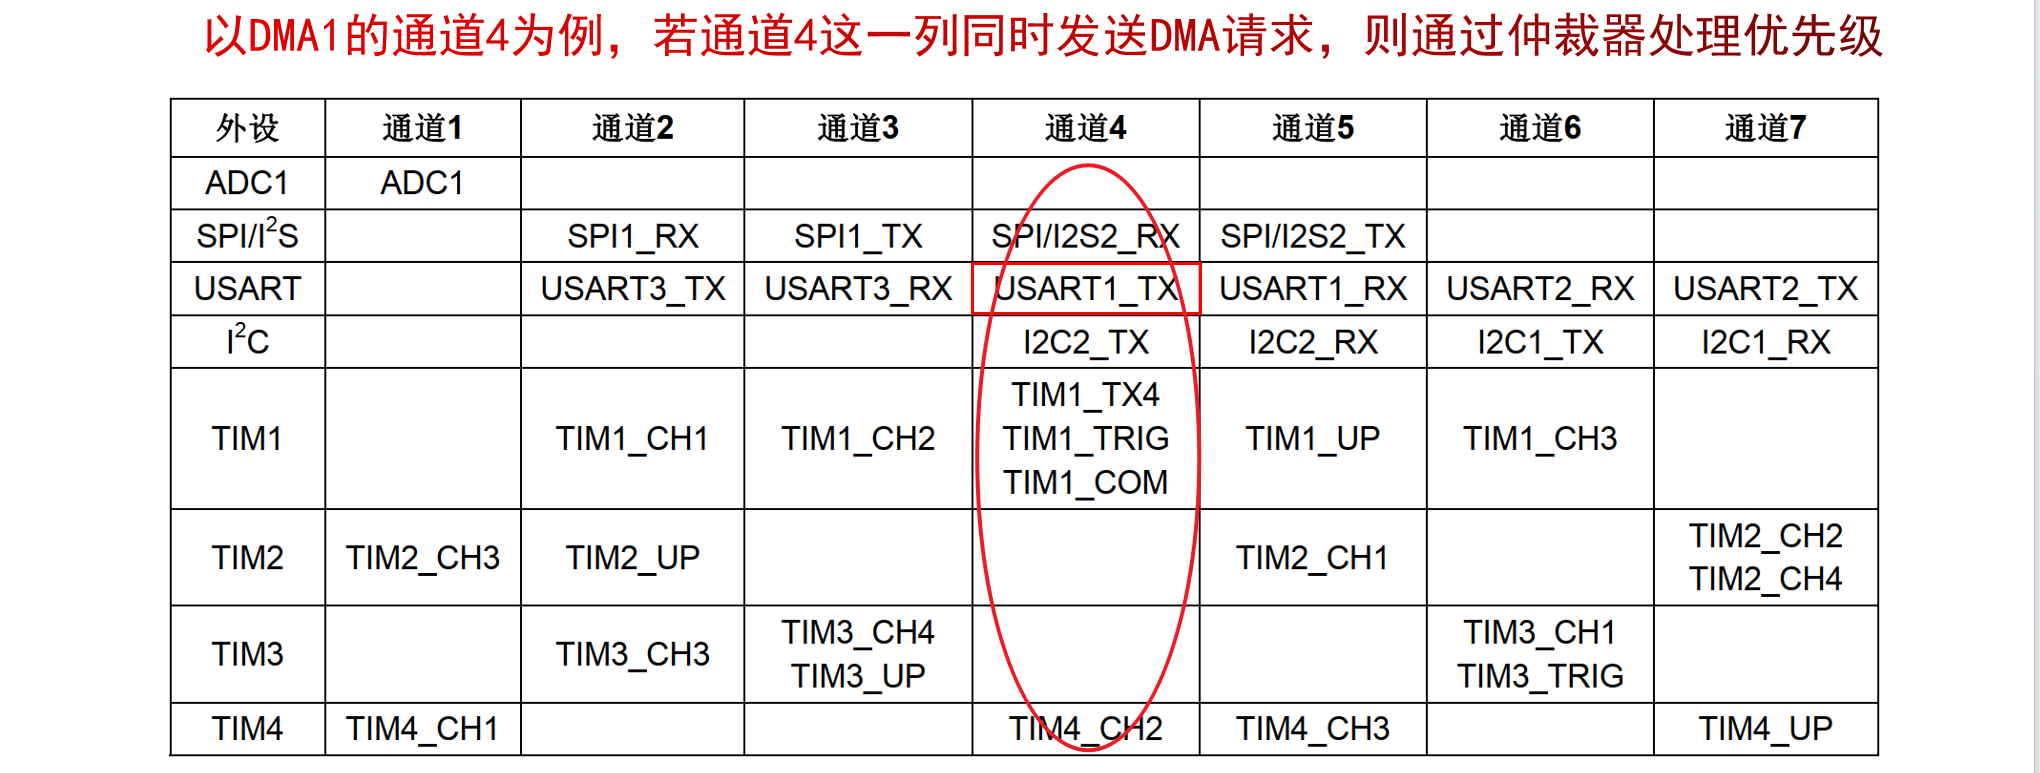 以DMA1的通道4为例，若通道4这一列同时发送DMA请求，则通过仲裁器处理优先级
外设 通道1 通道2 通道3 通道4 通道5 通道6 通道7
ADC1 ADC1
SPI/I²S SPI1_RX SPI1_TX SPI/I2S2_RX SPI/I2S2_TX
USART USART3_TX USART3_RX USART1_TX USART1_RX USART2_RX USART2_TX
I²C I2C2_TX I2C2_RX I2C1_TX I2C1_RX
TIM1 TIM1_CH1 TIM1_CH2 TIM1_TX4
TIM1_TRIG
TIM1_COM TIM1_UP TIM1_CH3
TIM2 TIM2_CH3 TIM2_UP TIM2_CH1 TIM2_CH2
TIM2_CH4
TIM3 TIM3_CH3 TIM3_CH4
TIM3_UP TIM3_CH1
TIM3_TRIG
TIM4 TIM4_CH1 TIM4_CH2 TIM4_CH3 TIM4_UP